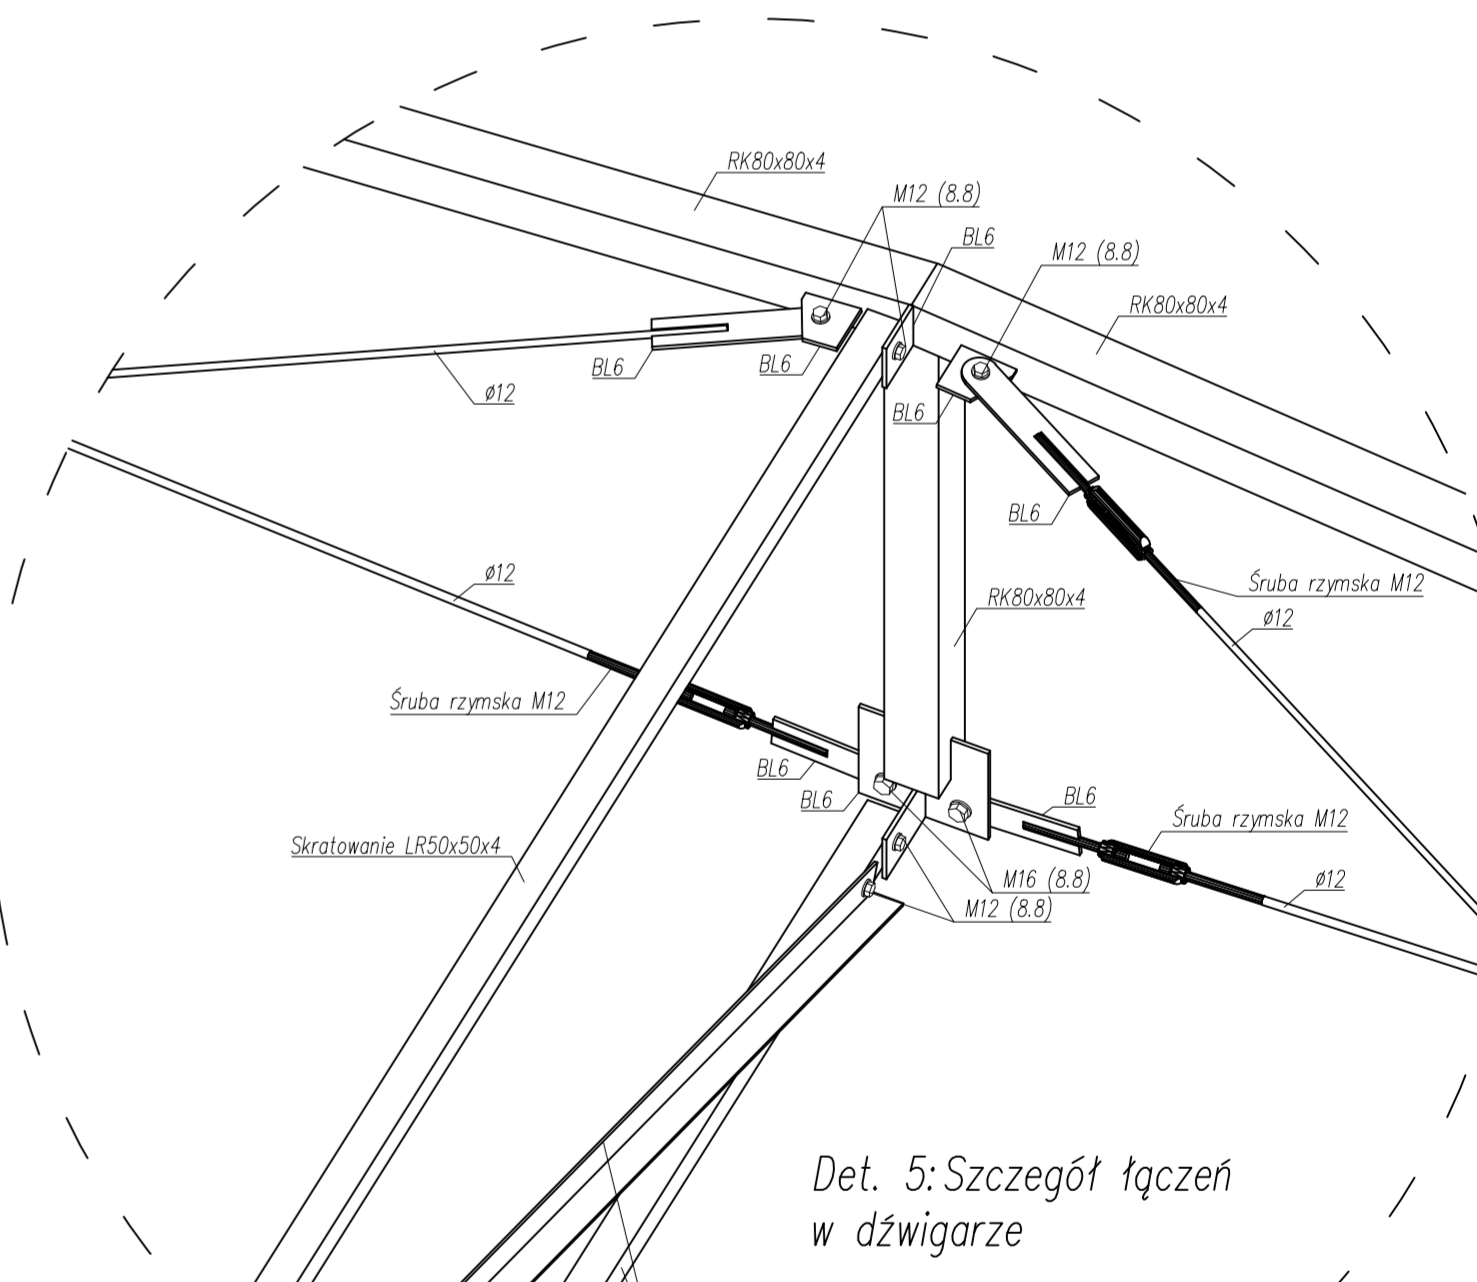 RK80x80x4
M12 (8.8)
BL6
M12 (8.8)
RK80x80x4
BL6
BL6
ø12
BL6
BL6
ø12
Śruba rzymska M12
RK80x80x4
ø12
Śruba rzymska M12
BL6
BL6
BL6
Śruba rzymska M12
Skratowanie LR50x50x4
M16 (8.8)
ø12
M12 (8.8)
Det. 5: Szczegół łączeń
w dźwigarze